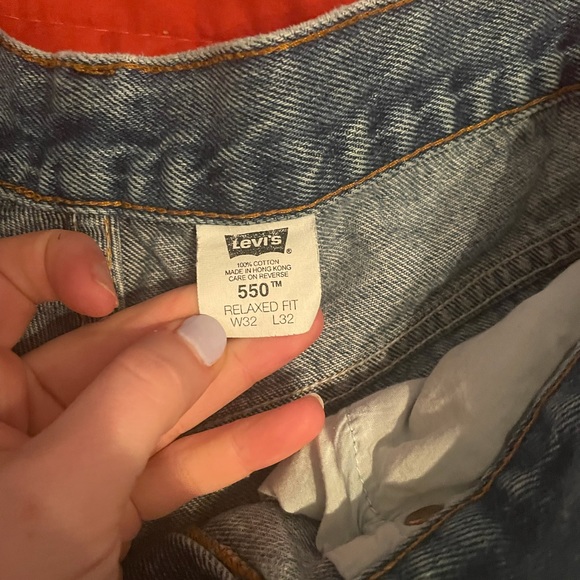 Levi's ®
100% COTTON
MADE IN HONG KONG
CARE ON REVERSE
550™
RELAXED FIT
W32 L32